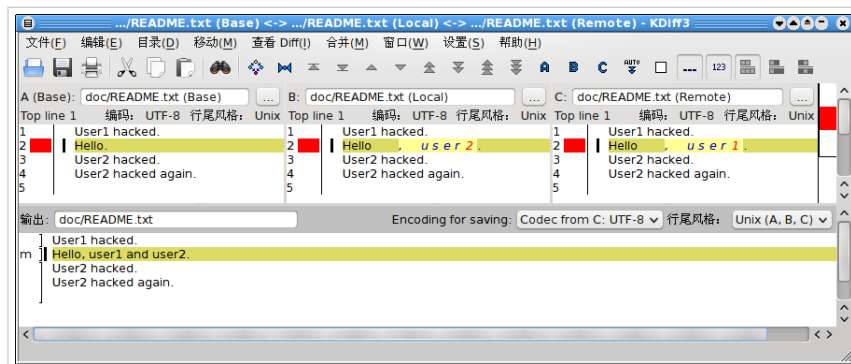 .../README.txt (Base) <-> .../README.txt (Local) <-> .../README.txt (Remote) - KDiff3
文件(F) 编辑(E) 目录(D) 移动(M) 查看 Diff(I) 合并(M) 窗口(W) 设置(S) 帮助(H)
A B C AUTO --- 123
A (Base): doc/README.txt (Base) ... B: doc/README.txt (Local) ... C: doc/README.txt (Remote) ...
Top line 1 编码: UTF-8 行尾风格: Unix Top line 1 编码: UTF-8 行尾风格: Unix Top line 1 编码: UTF-8 行尾风格: Unix
1 User1 hacked. 1 User1 hacked. 1 User1 hacked.
2 Hello. 2 Hello , user2. 2 Hello , user1.
3 User2 hacked. 3 User2 hacked. 3 User2 hacked.
4 User2 hacked again. 4 User2 hacked again. 4 User2 hacked again.
5 5 5
输出: doc/README.txt Encoding for saving: Codec from C: UTF-8 行尾风格: Unix (A, B, C)
User1 hacked.
m Hello, user1 and user2.
User2 hacked.
User2 hacked again.